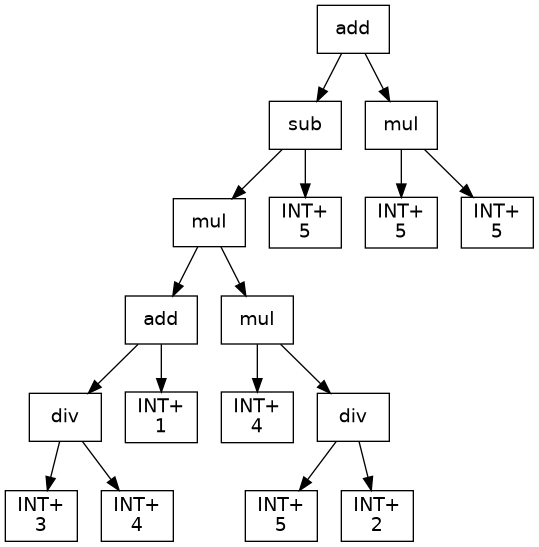 add
sub
mul
mul
INT+
5
INT+
5
INT+
5
add
mul
div
INT+
1
INT+
4
div
INT+
3
INT+
4
INT+
5
INT+
2